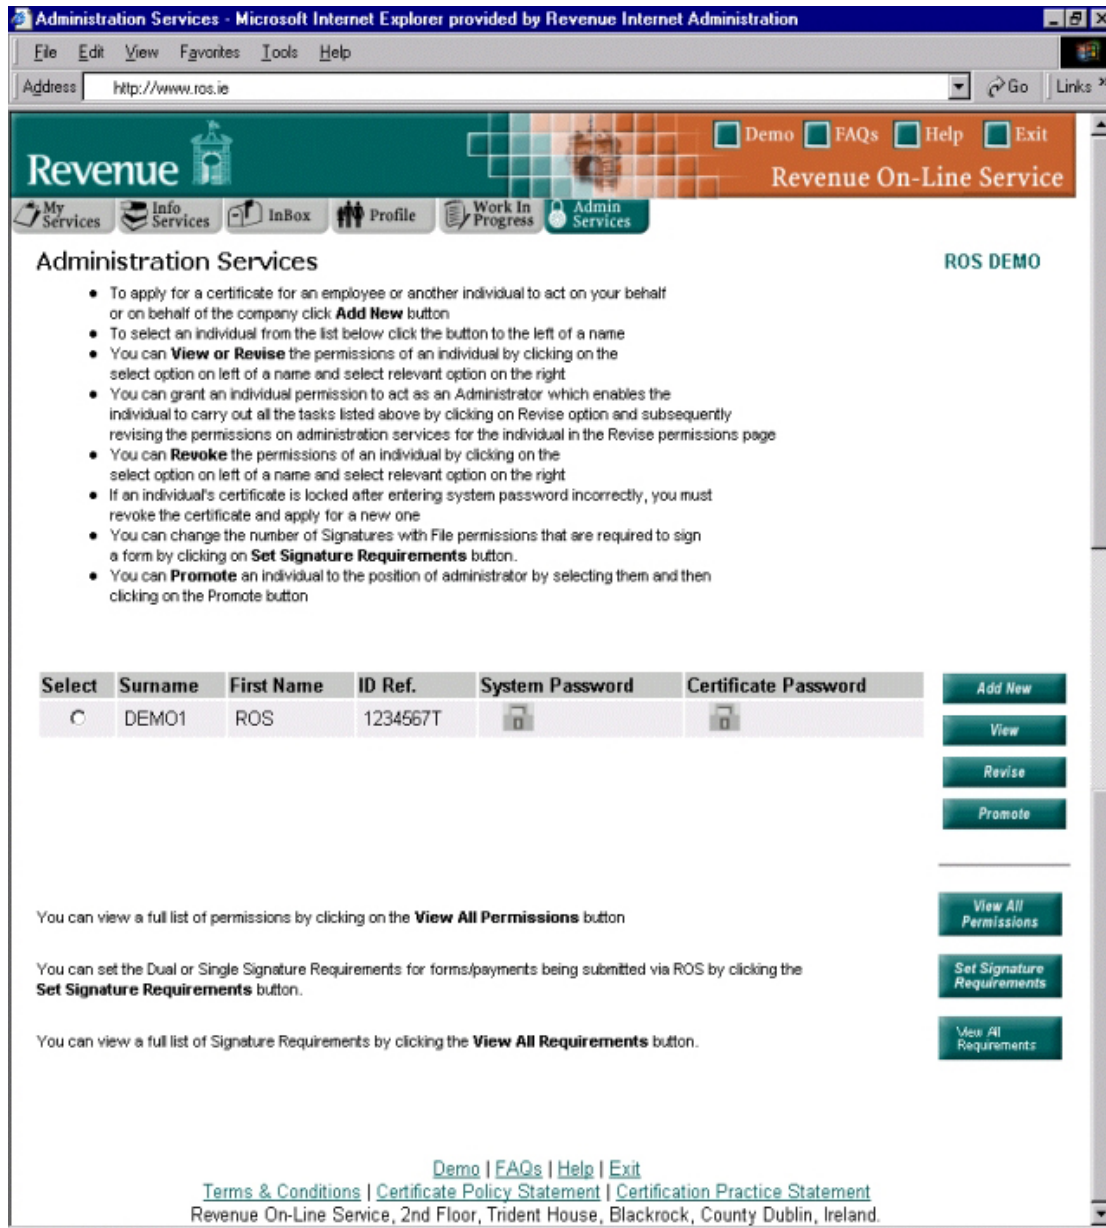 Administration Services - Microsoft Internet Explorer provided by Revenue Internet Administration
File Edit View Favorites Tools Help
Address http://www.ros.ie Go Links »
Demo FAQs Help Exit
Revenue
Revenue On-Line Service
My Services Info Services InBox Profile Work In Progress Admin Services
Administration Services
ROS DEMO
• To apply for a certificate for an employee or another individual to act on your behalf
or on behalf of the company click Add New button
• To select an individual from the list below click the button to the left of a name
• You can View or Revise the permissions of an individual by clicking on the
select option on left of a name and select relevant option on the right
• You can grant an individual permission to act as an Administrator which enables the
individual to carry out all the tasks listed above by clicking on Revise option and subsequently
revising the permissions on administration services for the individual in the Revise permissions page
• You can Revoke the permissions of an individual by clicking on the
select option on left of a name and select relevant option on the right
• If an individual's certificate is locked after entering system password incorrectly, you must
revoke the certificate and apply for a new one
• You can change the number of Signatures with File permissions that are required to sign
a form by clicking on Set Signature Requirements button.
• You can Promote an individual to the position of administrator by selecting them and then
clicking on the Promote button
Select Surname First Name ID Ref. System Password Certificate Password
DEMO1 ROS 1234567T
Add New
View
Revise
Promote
You can view a full list of permissions by clicking on the View All Permissions button
View All
Permissions
You can set the Dual or Single Signature Requirements for forms/payments being submitted via ROS by clicking the
Set Signature Requirements button.
Set Signature
Requirements
You can view a full list of Signature Requirements by clicking the View All Requirements button.
View All
Requirements
Demo | FAQs | Help | Exit
Terms & Conditions | Certificate Policy Statement | Certification Practice Statement
Revenue On-Line Service, 2nd Floor, Trident House, Blackrock, County Dublin, Ireland.